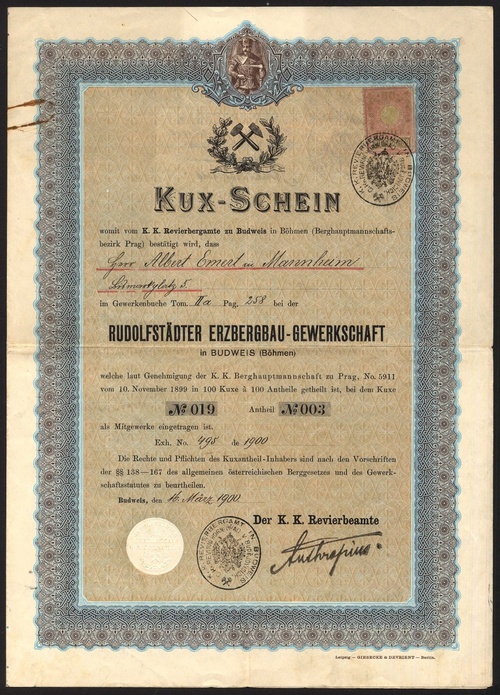 KUX-SCHEIN
womit vom K. K. Revierbergamte zu Budweis in Böhmen (Berghauptmannschafts-
bezirk Prag) bestätigt wird, dass
Herr Albert Emert in Mannheim
Bismarkplatz 5.
im Gewerkenbuche Tom. IIa Pag. 258 bei der
RUDOLFSTÄDTER ERZBERGBAU-GEWERKSCHAFT
in BUDWEIS (Böhmen)
welche laut Genehmigung der K. K. Berghauptmannschaft zu Prag, No. 5911
vom 10. November 1899 in 100 Kuxe à 100 Antheile getheilt ist, bei dem Kuxe
№ 019 Antheil № 003
als Mitgewerke eingetragen ist.
Exh. No. 495 de 1900
Die Rechte und Pflichten des Kuxantheil-Inhabers sind nach den Vorschriften
der §§ 138—167 des allgemeinen österreichischen Berggesetzes und des Gewerk-
schaftsstatutes zu beurtheilen.
Budweis, den 16. März 1900.
Der K. K. Revierbeamte
Leipzig — GIESECKE & DEVRIENT — Berlin.